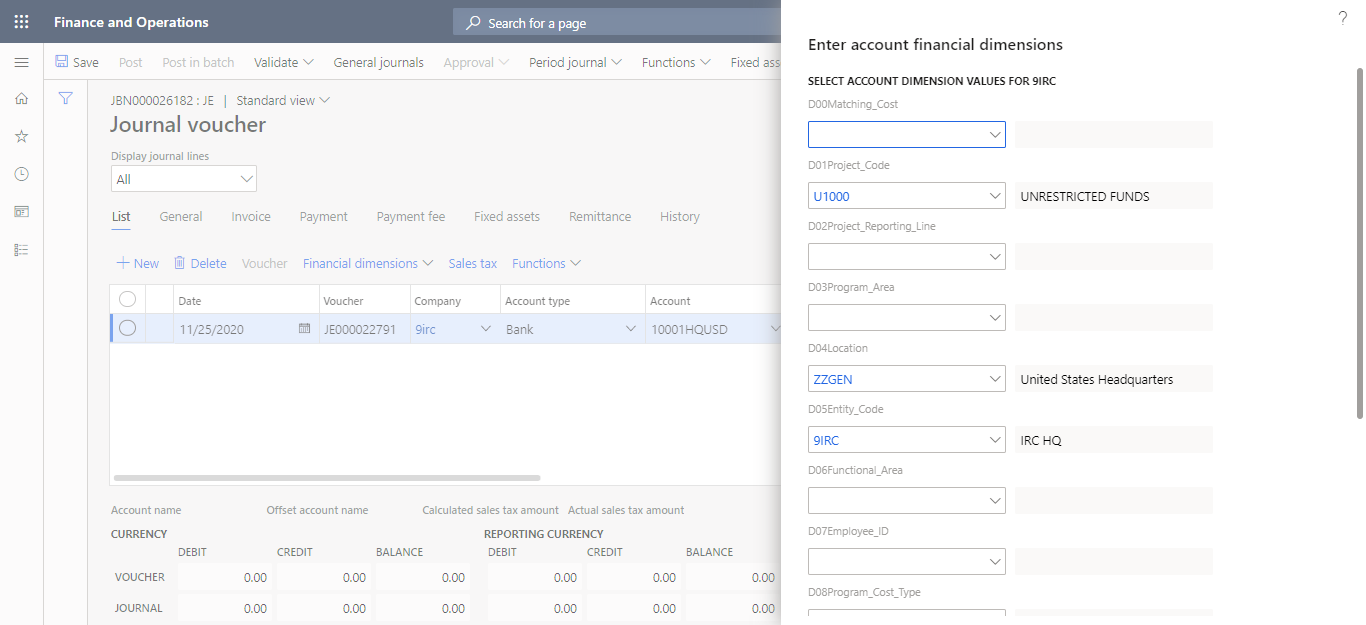 Finance and Operations
Search for a page
?
Save Post Post in batch Validate General journals Approval Period journal Functions Fixed ass
JBN000026182 : JE | Standard view
Journal voucher
Display journal lines
All
List General Invoice Payment Payment fee Fixed assets Remittance History
New Delete Voucher Financial dimensions Sales tax Functions
Date Voucher Company Account type Account
11/25/2020 JE000022791 9irc Bank 10001HQUSD
Account name Offset account name Calculated sales tax amount Actual sales tax amount
CURRENCY REPORTING CURRENCY
DEBIT CREDIT BALANCE DEBIT CREDIT BALANCE
VOUCHER 0.00 0.00 0.00 0.00 0.00 0.00
JOURNAL 0.00 0.00 0.00 0.00 0.00 0.00
Enter account financial dimensions
SELECT ACCOUNT DIMENSION VALUES FOR 9IRC
D00Matching_Cost
D01Project_Code
U1000 UNRESTRICTED FUNDS
D02Project_Reporting_Line
D03Program_Area
D04Location
ZZGEN United States Headquarters
D05Entity_Code
9IRC IRC HQ
D06Functional_Area
D07Employee_ID
D08Program_Cost_Type